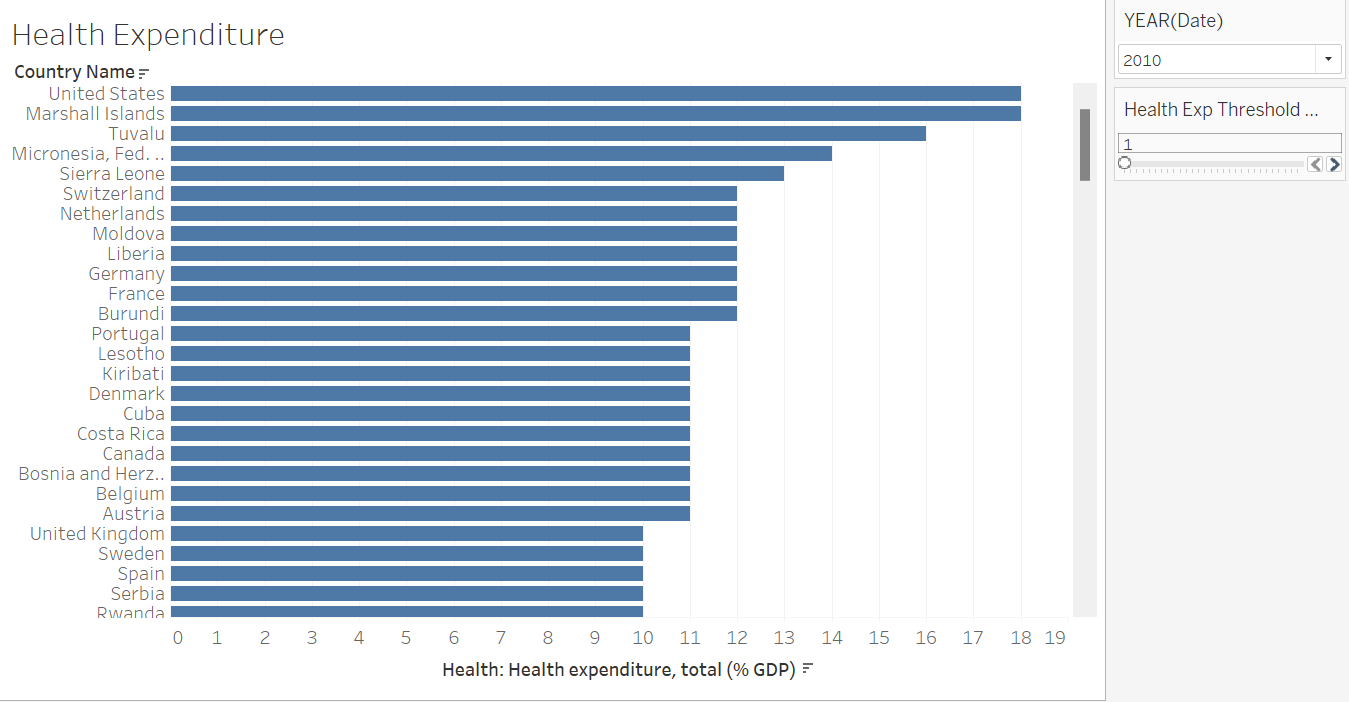 Health Expenditure
Country Name
United States
Marshall Islands
Tuvalu
Micronesia, Fed. ..
Sierra Leone
Switzerland
Netherlands
Moldova
Liberia
Germany
France
Burundi
Portugal
Lesotho
Kiribati
Denmark
Cuba
Costa Rica
Canada
Bosnia and Herz..
Belgium
Austria
United Kingdom
Sweden
Spain
Serbia
Rwanda
0 1 2 3 4 5 6 7 8 9 10 11 12 13 14 15 16 17 18 19
Health: Health expenditure, total (% GDP)
YEAR(Date)
2010
Health Exp Threshold ...
1